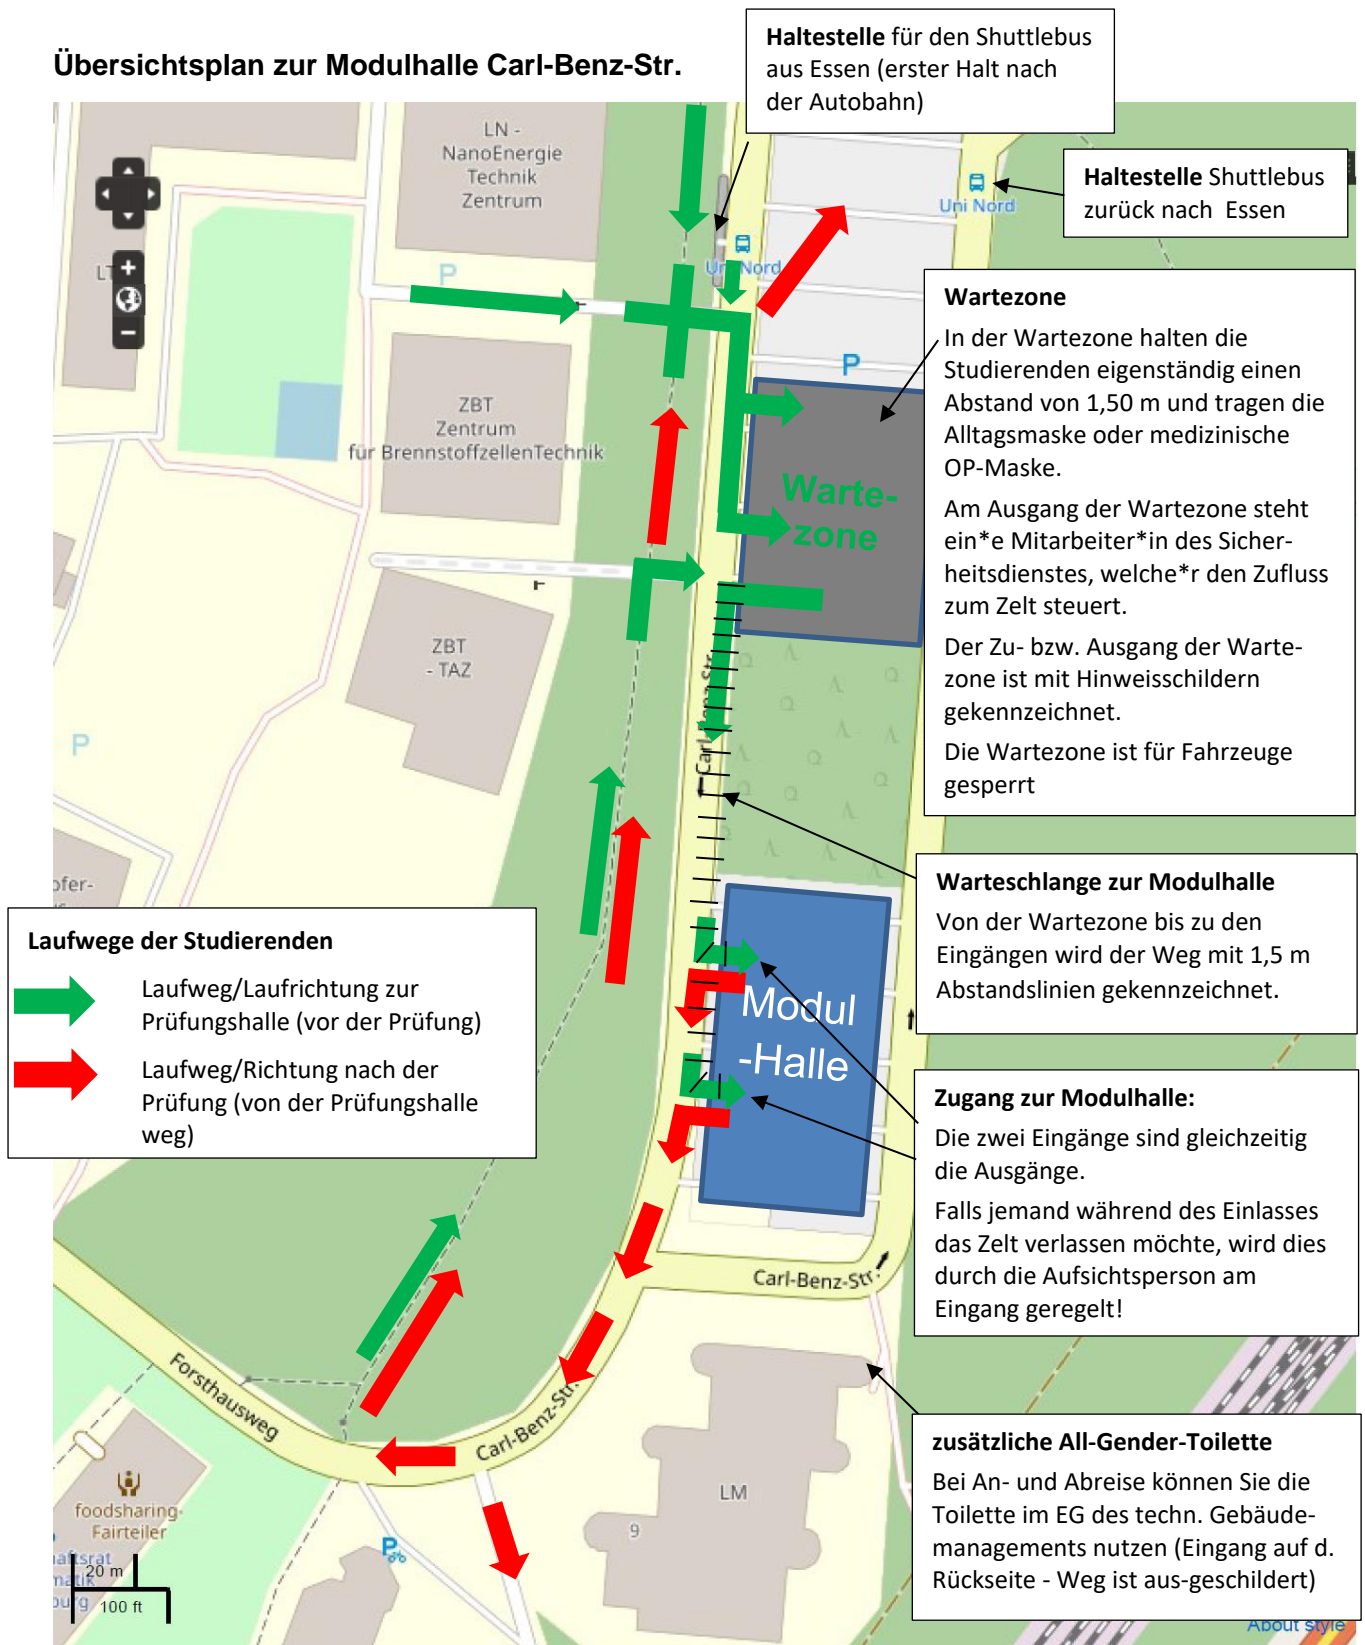 Übersichtsplan zur Modulhalle Carl-Benz-Str.
Haltestelle für den Shuttlebus
aus Essen (erster Halt nach
der Autobahn)
Haltestelle Shuttlebus
zurück nach  Essen
LN -
NanoEnergie
Technik
Zentrum
P
Uni Nord
Uni Nord
P
ZBT
Zentrum
für BrennstoffzellenTechnik
Warte-
zone
ZBT
- TAZ
P
Carl-Benz-Str.
Wartezone
In der Wartezone halten die
Studierenden eigenständig einen
Abstand von 1,50 m und tragen die
Alltagsmaske oder medizinische
OP-Maske.
Am Ausgang der Wartezone steht
ein*e Mitarbeiter*in des Sicher-
heitsdienstes, welche*r den Zufluss
zum Zelt steuert.
Der Zu- bzw. Ausgang der Warte-
zone ist mit Hinweisschildern
gekennzeichnet.
Die Wartezone ist für Fahrzeuge
gesperrt
Warteschlange zur Modulhalle
Von der Wartezone bis zu den
Eingängen wird der Weg mit 1,5 m
Abstandslinien gekennzeichnet.
ofer-
Laufwege der Studierenden
Laufweg/Laufrichtung zur
Prüfungshalle (vor der Prüfung)
Laufweg/Richtung nach der
Prüfung (von der Prüfungshalle
weg)
Modul
-Halle
Zugang zur Modulhalle:
Die zwei Eingänge sind gleichzeitig
die Ausgänge.
Falls jemand während des Einlasses
das Zelt verlassen möchte, wird dies
durch die Aufsichtsperson am
Eingang geregelt!
Carl-Benz-Str.
Forsthausweg
Carl-Benz-Str.
zusätzliche All-Gender-Toilette
Bei An- und Abreise können Sie die
Toilette im EG des techn. Gebäude-
managements nutzen (Eingang auf d.
Rückseite - Weg ist aus-geschildert)
LM
9
foodsharing-
Fairteiler
P
aftsrat
matik
burg
20 m
100 ft
About style